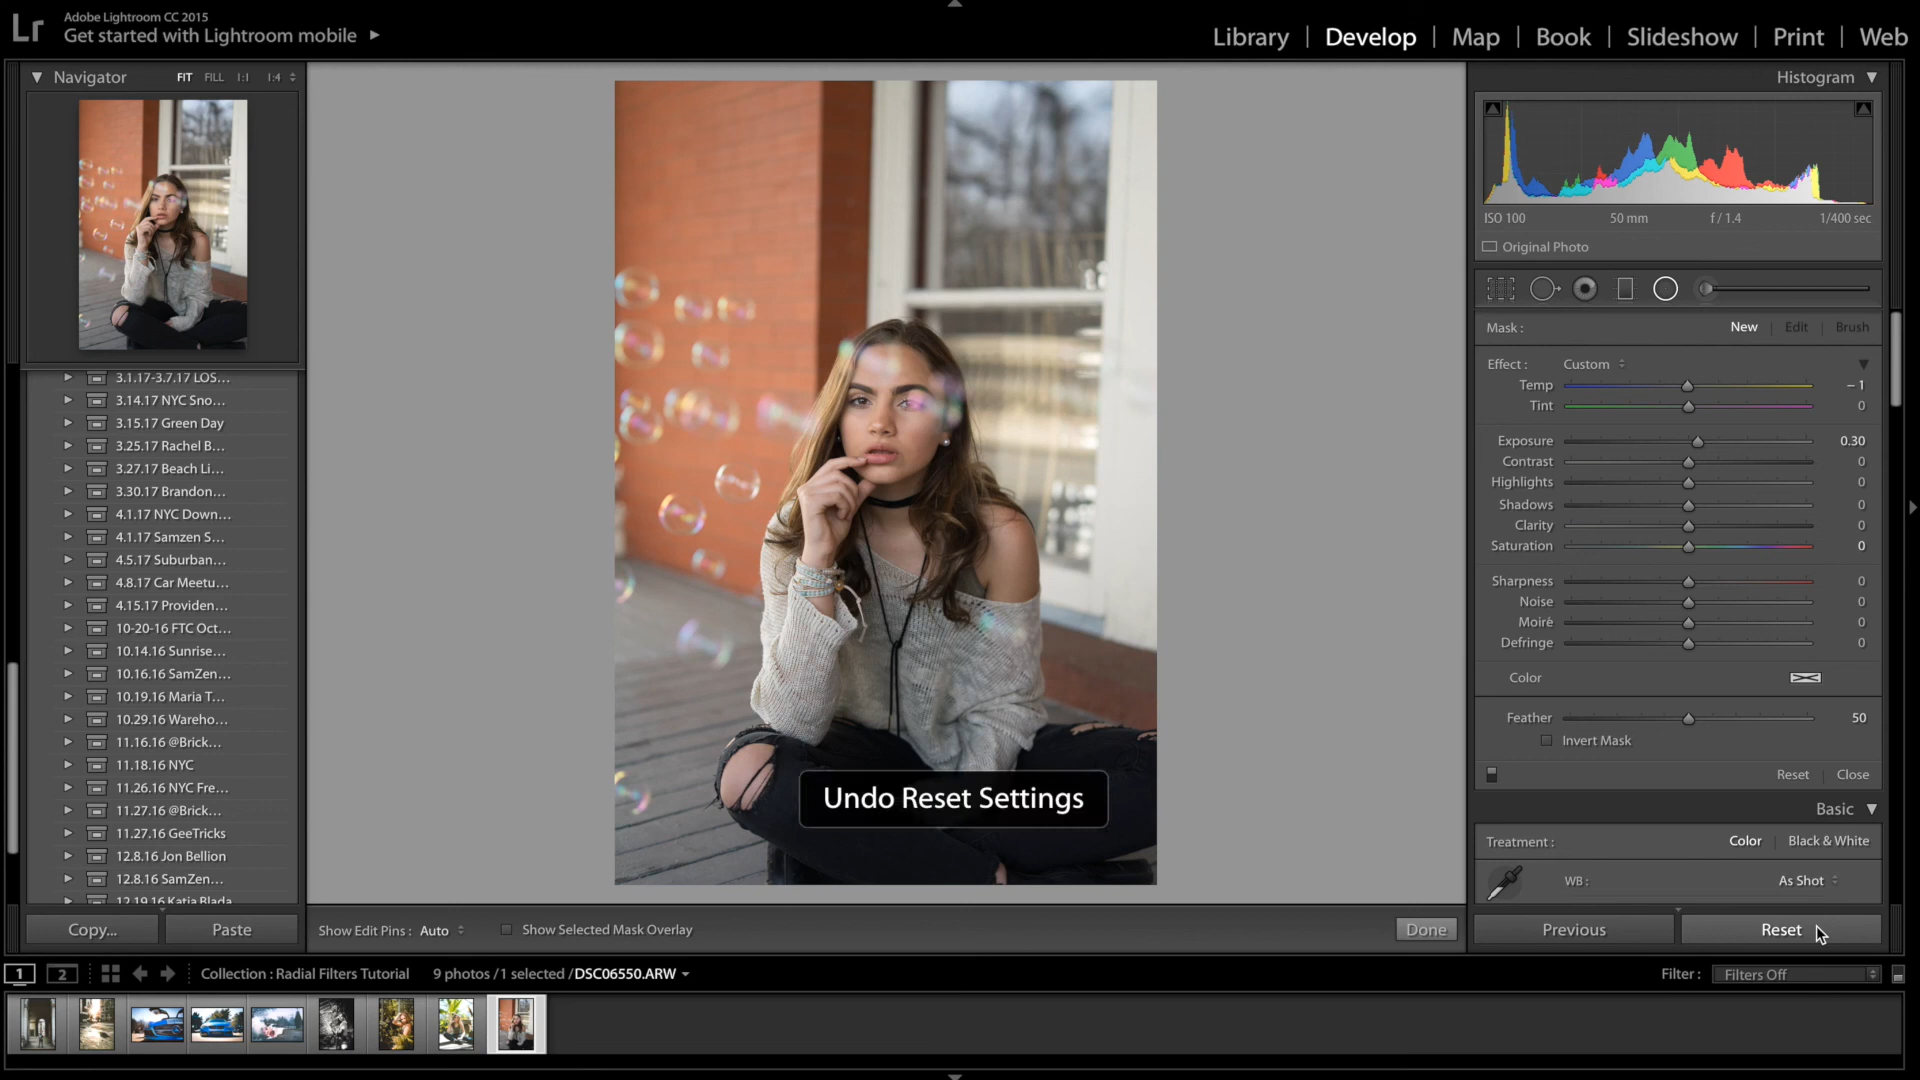 Lr
Adobe Lightroom CC 2015
Get started with Lightroom mobile
Library | Develop | Map | Book | Slideshow | Print | Web
Navigator FIT FILL 1:1 1:4
3.1.17-3.7.17 LOS...
3.14.17 NYC Sno...
3.15.17 Green Day
3.25.17 Rachel B...
3.27.17 Beach Li...
3.30.17 Brandon...
4.1.17 NYC Down...
4.1.17 Samzen S...
4.5.17 Suburban...
4.8.17 Car Meetu...
4.15.17 Providen...
10-20-16 FTC Oct...
10.14.16 Sunrise...
10.16.16 SamZen...
10.19.16 Maria T...
10.29.16 Wareho...
11.16.16 @Brick...
11.18.16 NYC
11.26.16 NYC Fre...
11.27.16 @Brick...
11.27.16 GeeTricks
12.8.16 Jon Bellion
12.8.16 SamZen...
12.19.16 Katia Blada
Copy... Paste
Undo Reset Settings
Show Edit Pins : Auto Show Selected Mask Overlay Done
Histogram
ISO 100 50 mm f / 1.4 1/400 sec
Original Photo
Mask : New | Edit | Brush
Effect : Custom
Temp – 1
Tint 0
Exposure 0.30
Contrast 0
Highlights 0
Shadows 0
Clarity 0
Saturation 0
Sharpness 0
Noise 0
Moiré 0
Defringe 0
Color
Feather 50
Invert Mask
Reset | Close
Basic
Treatment : Color | Black & White
WB : As Shot
Previous Reset
1 2 Collection : Radial Filters Tutorial 9 photos /1 selected /DSC06550.ARW Filter : Filters Off